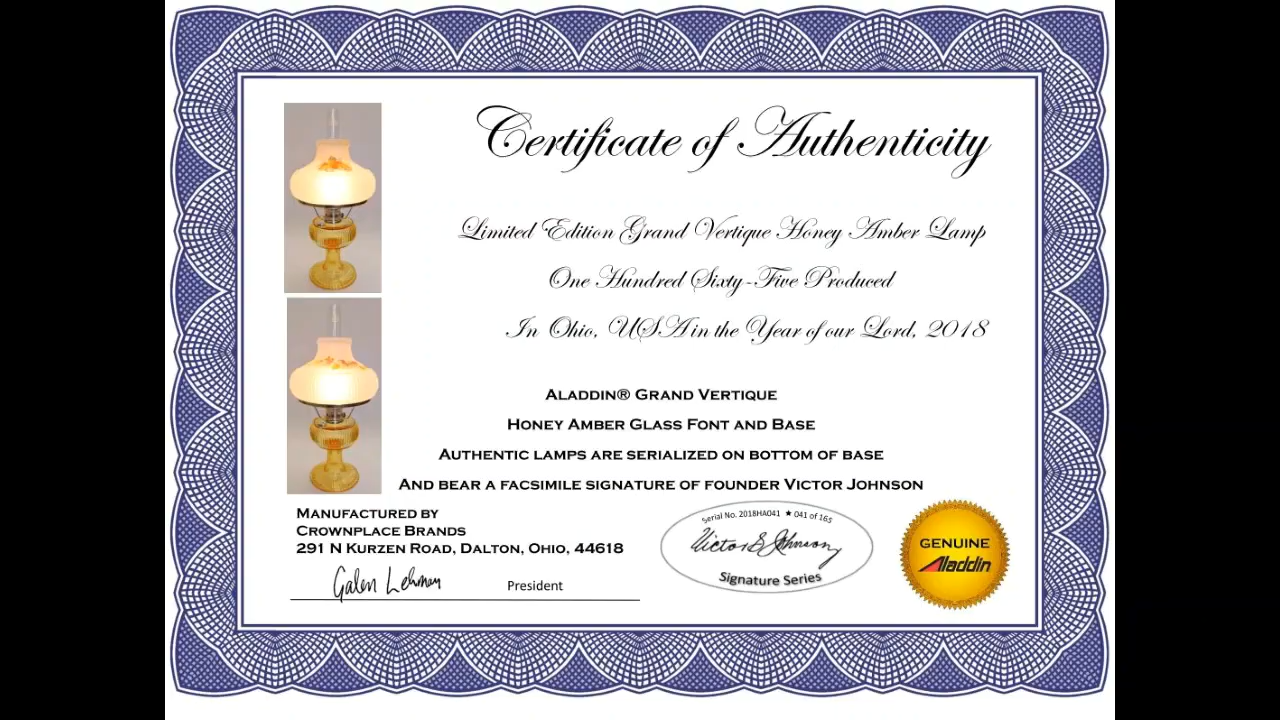 Certificate of Authenticity
Limited Edition Grand Vertique Honey Amber Lamp
One Hundred Sixty-Five Produced
In Ohio, USA in the Year of our Lord, 2018
Aladdin® Grand Vertique
Honey Amber Glass Font and Base
Authentic lamps are serialized on bottom of base
And bear a facsimile signature of founder Victor Johnson
Manufactured by
Crownplace Brands
291 N Kurzen Road, Dalton, Ohio, 44618
Galen Lehman
President
Serial No. 2018HA041 ★ 041 of 165
Victor S Johnson
Signature Series
GENUINE
Aladdin